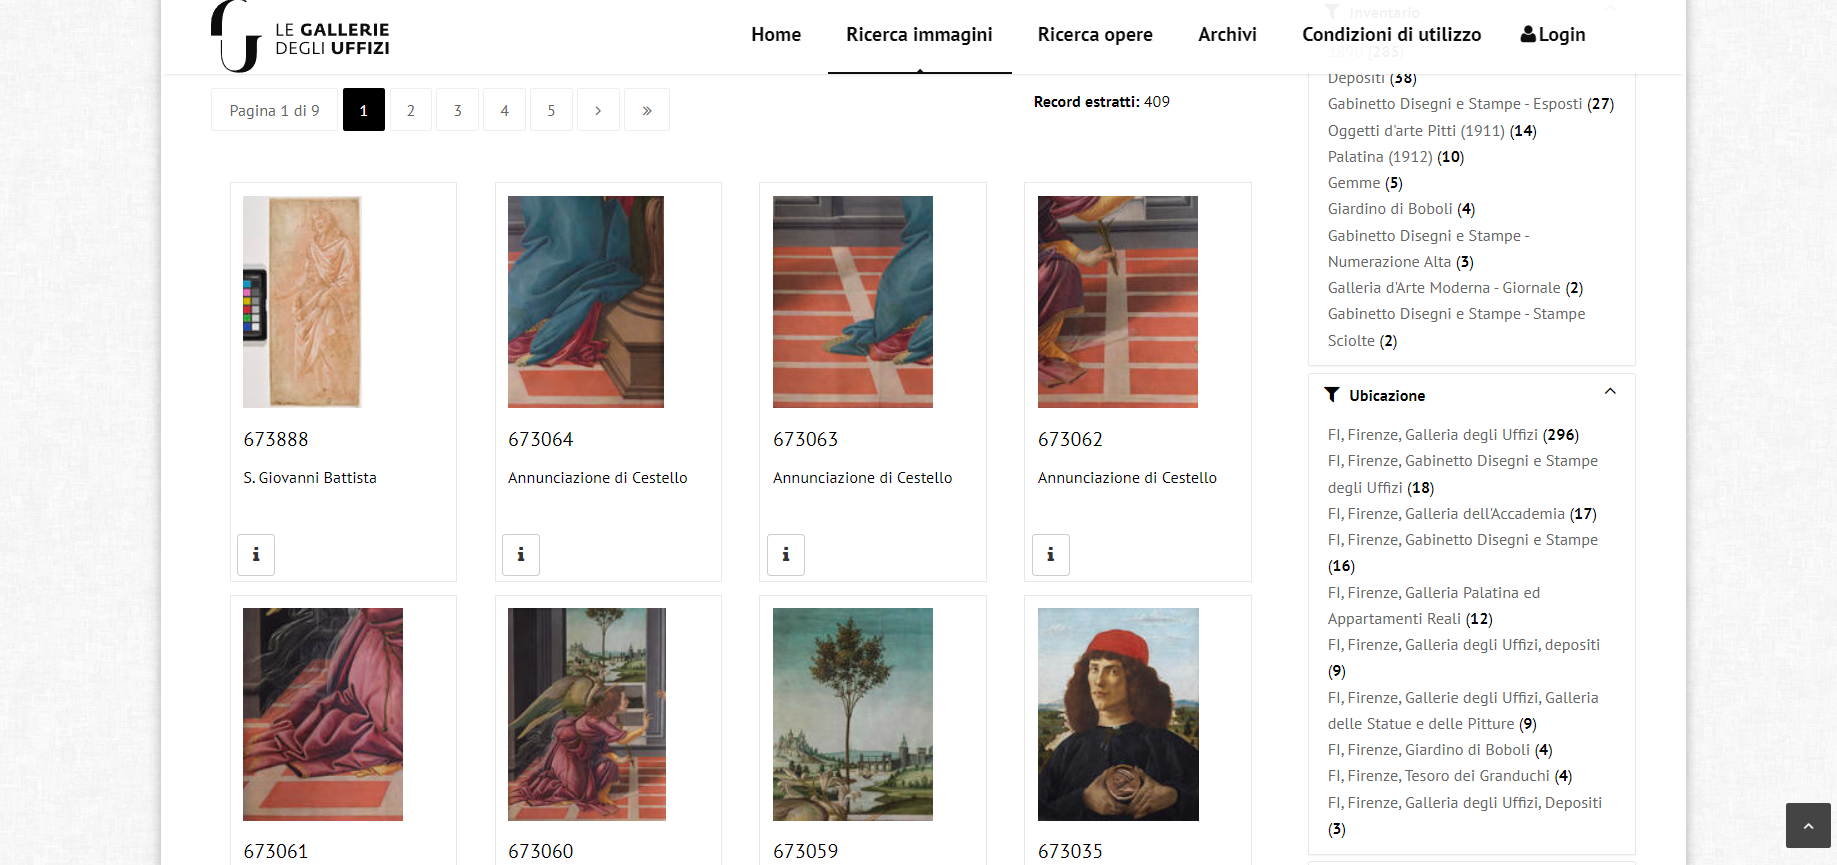 LE GALLERIE
DEGLI UFFIZI
Home
Ricerca immagini
Ricerca opere
Archivi
Condizioni di utilizzo
Login
Inventario
1890 (285)
Depositi (38)
Gabinetto Disegni e Stampe - Esposti (27)
Oggetti d'arte Pitti (1911) (14)
Palatina (1912) (10)
Gemme (5)
Giardino di Boboli (4)
Gabinetto Disegni e Stampe -
Numerazione Alta (3)
Galleria d'Arte Moderna - Giornale (2)
Gabinetto Disegni e Stampe - Stampe
Sciolte (2)
Pagina 1 di 9
1
2
3
4
5
›
»
Record estratti: 409
673888
S. Giovanni Battista
673064
Annunciazione di Cestello
673063
Annunciazione di Cestello
673062
Annunciazione di Cestello
673061
673060
673059
673035
Ubicazione
FI, Firenze, Galleria degli Uffizi (296)
FI, Firenze, Gabinetto Disegni e Stampe
degli Uffizi (18)
FI, Firenze, Galleria dell'Accademia (17)
FI, Firenze, Gabinetto Disegni e Stampe
(16)
FI, Firenze, Galleria Palatina ed
Appartamenti Reali (12)
FI, Firenze, Galleria degli Uffizi, depositi
(9)
FI, Firenze, Gallerie degli Uffizi, Galleria
delle Statue e delle Pitture (9)
FI, Firenze, Giardino di Boboli (4)
FI, Firenze, Tesoro dei Granduchi (4)
FI, Firenze, Galleria degli Uffizi, Depositi
(3)